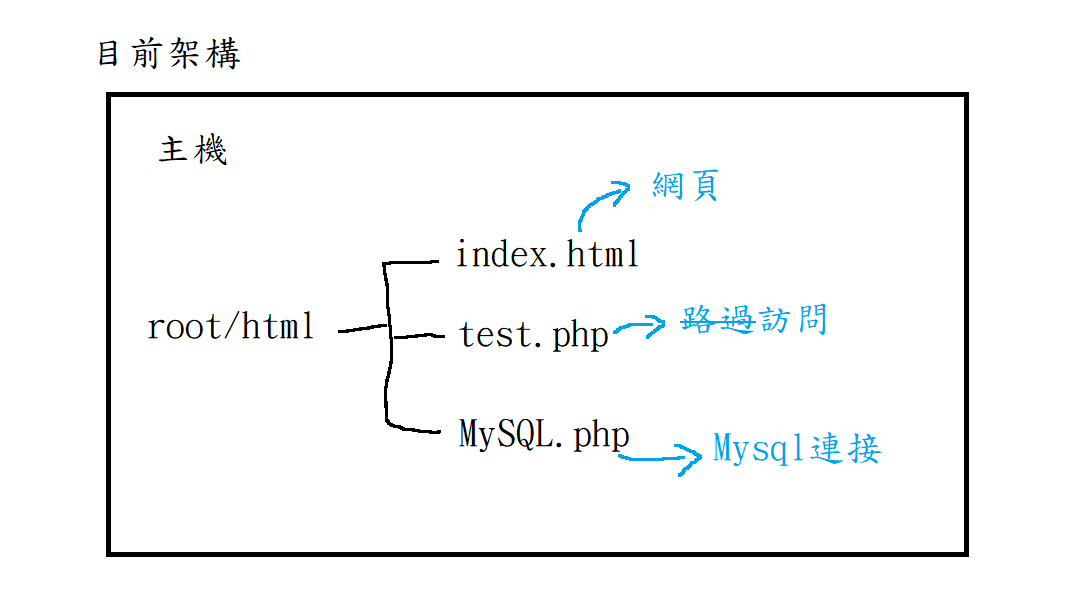 目前架構
主機
網頁
index.html
root/html
test.php
路過訪問
MySQL.php
Mysql連接